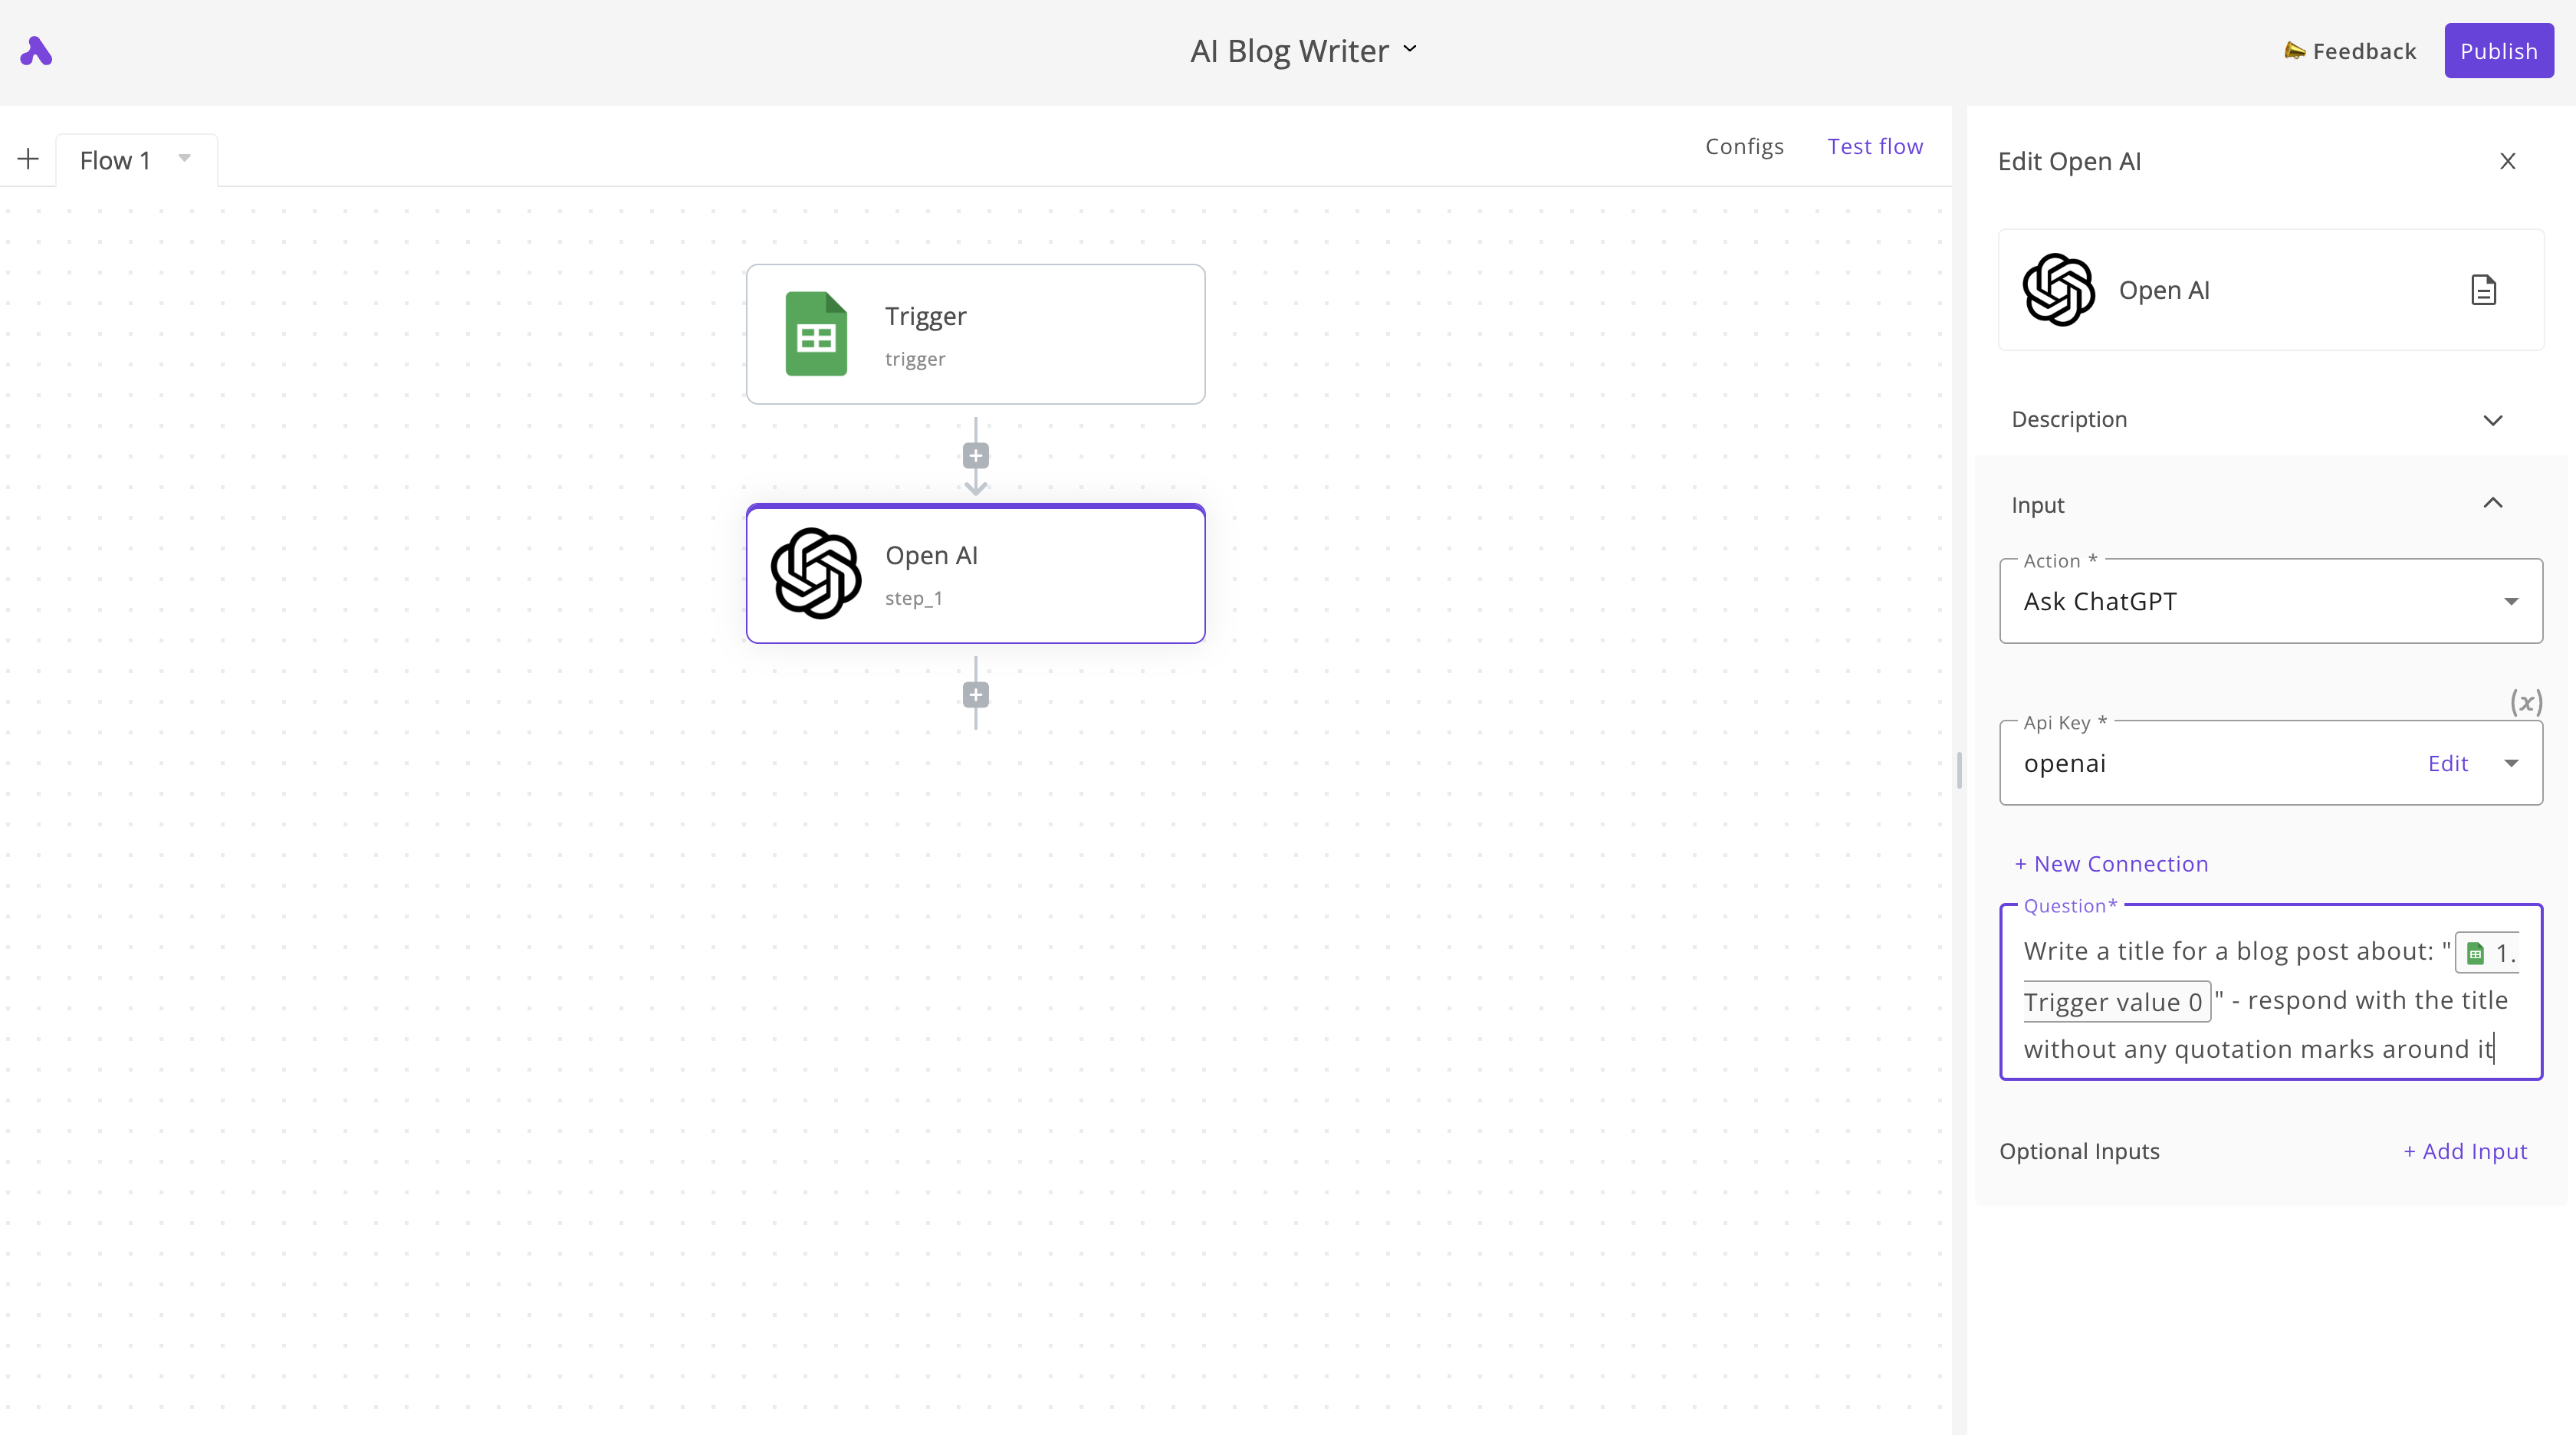 AI Blog Writer
Feedback
Publish
Flow 1
Configs
Test flow
Trigger
trigger
Open AI
step_1
Edit Open AI
X
Open AI
Description
Input
Action *
Ask ChatGPT
(x)
Api Key *
openai
Edit
+ New Connection
Question*
Write a title for a blog post about: " 1.
Trigger value 0 " - respond with the title
without any quotation marks around it
Optional Inputs
+ Add Input